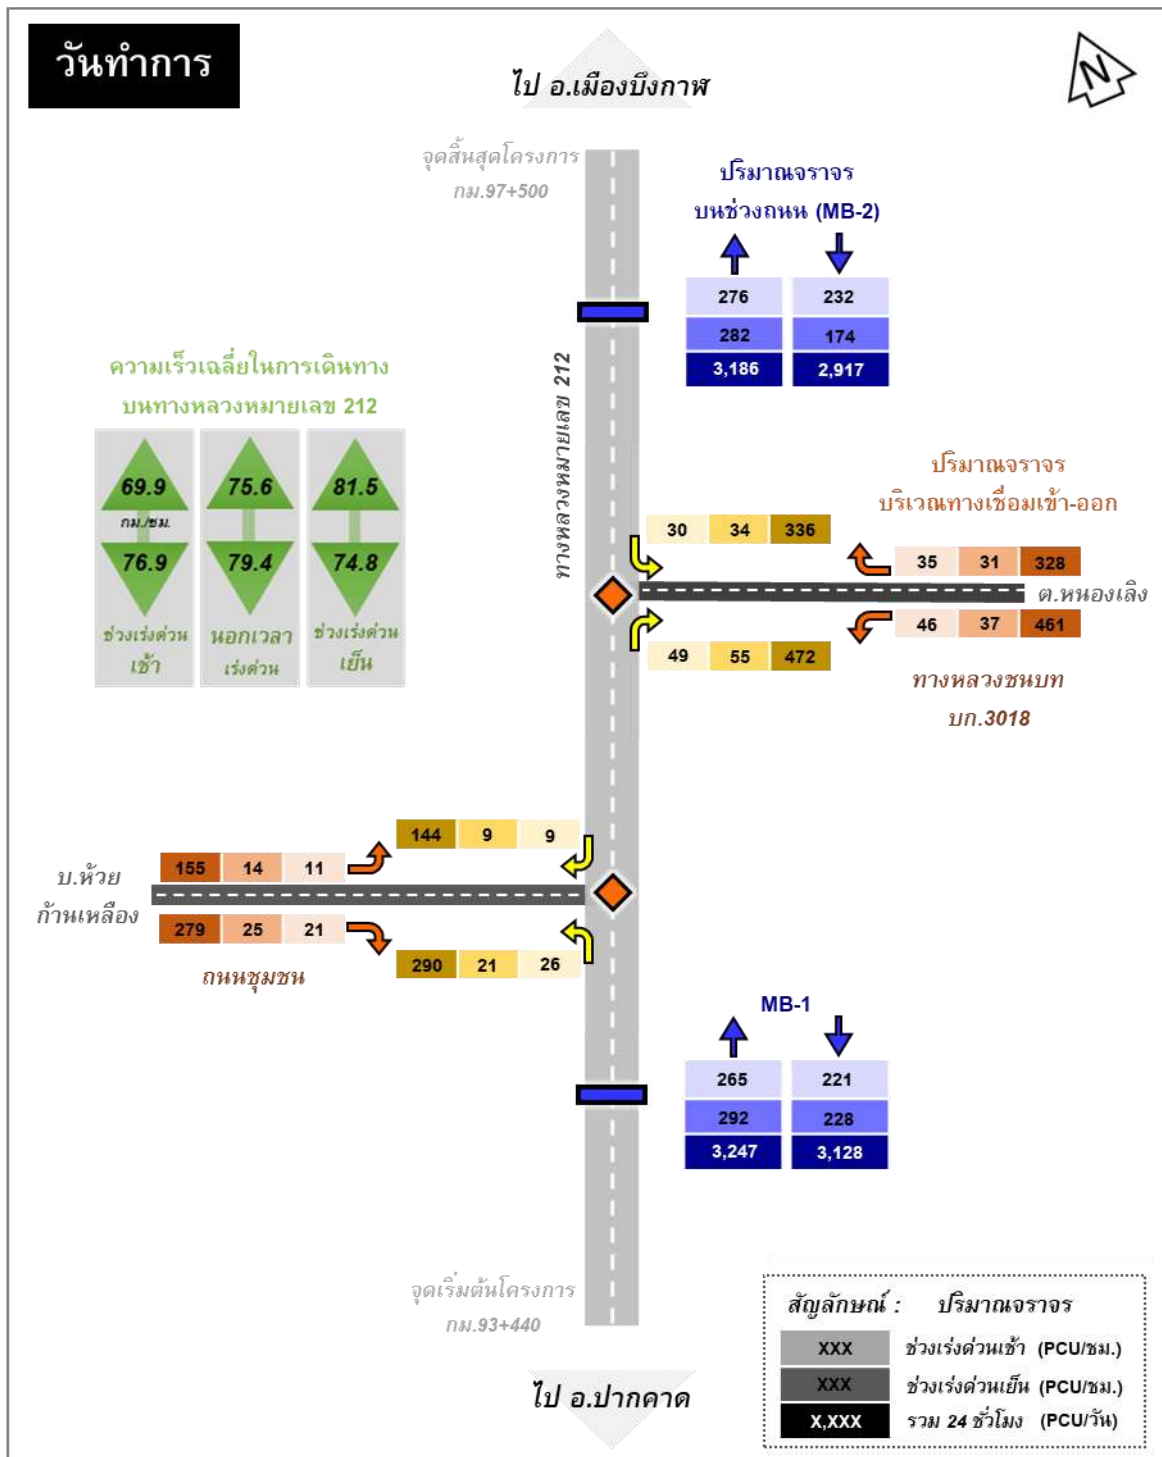 วันทำการ
ไป อ.เมืองบึงกาฬ
N
จุดสิ้นสุดโครงการ
กม.97+500
ปริมาณจราจร
บนช่วงถนน (MB-2)
276 232
282 174
3,186 2,917
ทางหลวงหมายเลข 212
ความเร็วเฉลี่ยในการเดินทาง
บนทางหลวงหมายเลข 212
69.9 75.6 81.5
กม./ชม.
76.9 79.4 74.8
ช่วงเร่งด่วน นอกเวลา ช่วงเร่งด่วน
เช้า เร่งด่วน เย็น
ปริมาณจราจร
บริเวณทางเชื่อมเข้า-ออก
30 34 336
35 31 328
ต.หนองเลิง
46 37 461
49 55 472
ทางหลวงชนบท
บก.3018
144 9 9
155 14 11
บ.ห้วย
ก้านเหลือง
279 25 21
290 21 26
ถนนชุมชน
MB-1
265 221
292 228
3,247 3,128
จุดเริ่มต้นโครงการ
กม.93+440
ไป อ.ปากคาด
สัญลักษณ์ : ปริมาณจราจร
XXX ช่วงเร่งด่วนเช้า (PCU/ชม.)
XXX ช่วงเร่งด่วนเย็น (PCU/ชม.)
X,XXX รวม 24 ชั่วโมง (PCU/วัน)